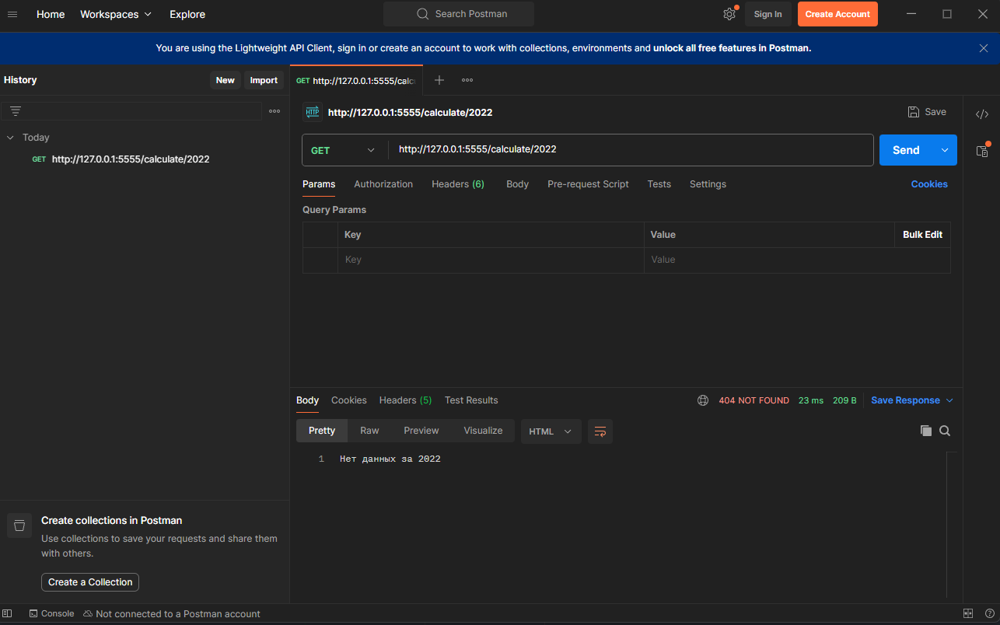 Home Workspaces Explore Search Postman Sign In Create Account
You are using the Lightweight API Client, sign in or create an account to work with collections, environments and unlock all free features in Postman.
History New Import
GET http://127.0.0.1:5555/calc
HTTP http://127.0.0.1:5555/calculate/2022 Save
Today
GET http://127.0.0.1:5555/calculate/2022
GET http://127.0.0.1:5555/calculate/2022 Send
Params Authorization Headers (6) Body Pre-request Script Tests Settings Cookies
Query Params
Key Value Bulk Edit
Key Value
Body Cookies Headers (5) Test Results 404 NOT FOUND 23 ms 209 B Save Response
Pretty Raw Preview Visualize HTML
1 Нет данных за 2022
Create collections in Postman
Use collections to save your requests and share them
with others.
Create a Collection
Console Not connected to a Postman account